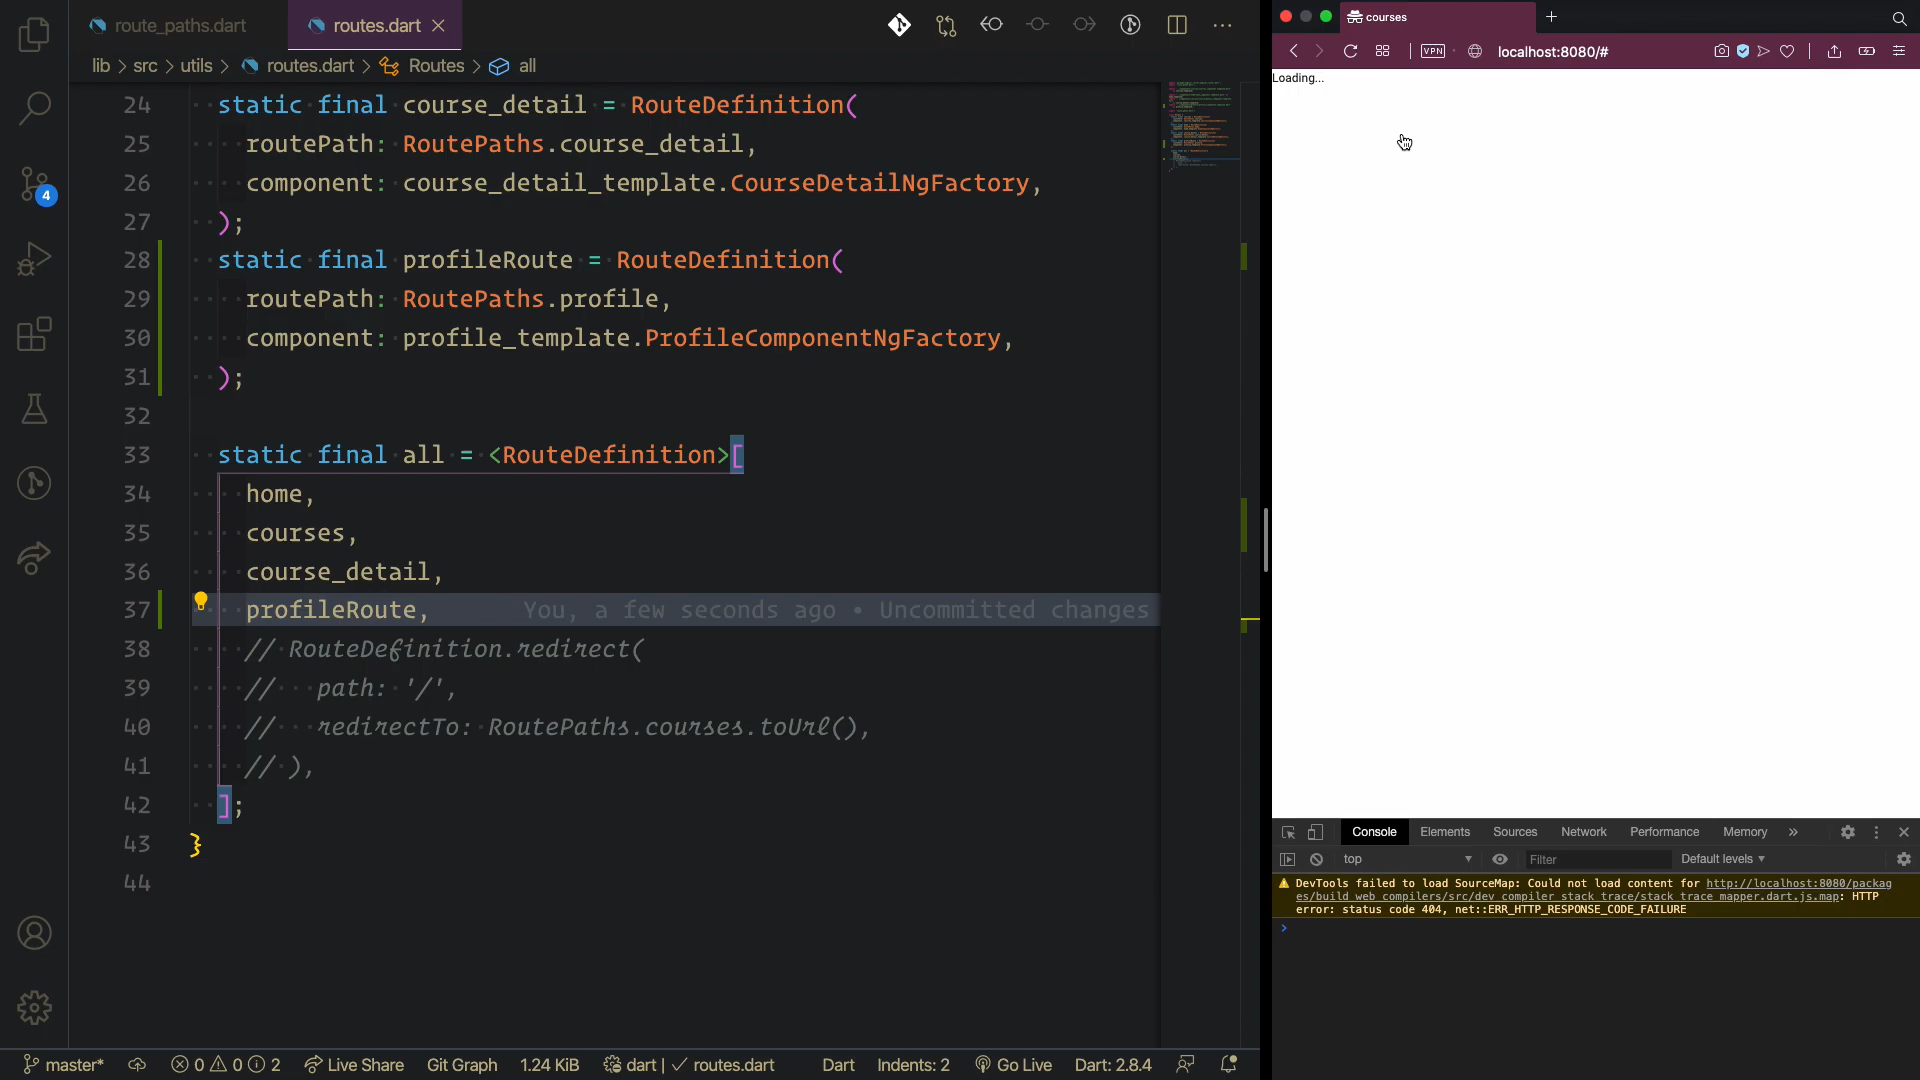 route_paths.dart
routes.dart
lib > src > utils > routes.dart > Routes > all
24 static final course_detail = RouteDefinition(
25 routePath: RoutePaths.course_detail,
26 component: course_detail_template.CourseDetailNgFactory,
27 );
28 static final profileRoute = RouteDefinition(
29 routePath: RoutePaths.profile,
30 component: profile_template.ProfileComponentNgFactory,
31 );
32
33 static final all = <RouteDefinition>[
34 home,
35 courses,
36 course_detail,
37 profileRoute, You, a few seconds ago • Uncommitted changes
38 // RouteDefinition.redirect(
39 // path: '/',
40 // redirectTo: RoutePaths.courses.toUrl(),
41 // ),
42 ];
43 }
44
4
master* 0 0 2 Live Share Git Graph 1.24 KiB dart | ✓ routes.dart Dart Indents: 2 Go Live Dart: 2.8.4
courses
VPN localhost:8080/#
Loading...
Console Elements Sources Network Performance Memory »
top Filter Default levels ▼
DevTools failed to load SourceMap: Could not load content for http://localhost:8080/packag
es/build_web_compilers/src/dev_compiler_stack_trace/stack_trace_mapper.dart.js.map: HTTP
error: status code 404, net::ERR_HTTP_RESPONSE_CODE_FAILURE
>